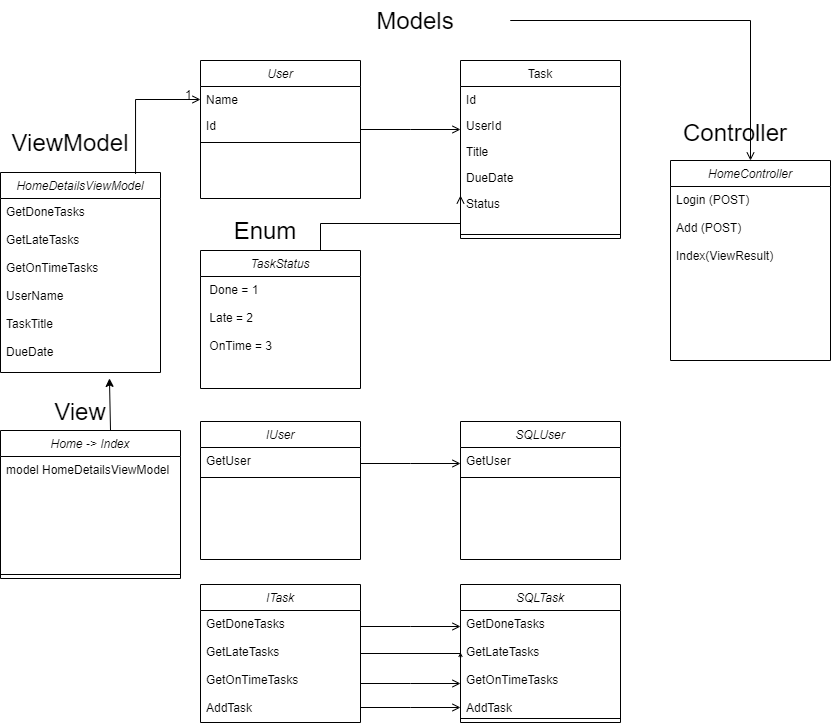 Models
User
Name
Id
1
Task
Id
UserId
Title
DueDate
Status
ViewModel
HomeDetailsViewModel
GetDoneTasks
GetLateTasks
GetOnTimeTasks
UserName
TaskTitle
DueDate
Enum
TaskStatus
Done = 1
Late = 2
OnTime = 3
Controller
HomeController
Login (POST)
Add (POST)
Index(ViewResult)
View
Home -> Index
model HomeDetailsViewModel
IUser
GetUser
SQLUser
GetUser
ITask
GetDoneTasks
GetLateTasks
GetOnTimeTasks
AddTask
SQLTask
GetDoneTasks
GetLateTasks
GetOnTimeTasks
AddTask